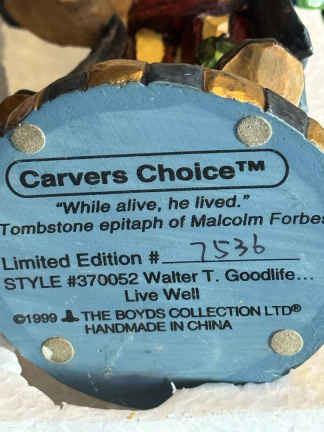 Carvers Choice™
"While alive, he lived."
Tombstone epitaph of Malcolm Forbes
Limited Edition # 7536
STYLE #370052 Walter T. Goodlife...
Live Well
©1999 THE BOYDS COLLECTION LTD®
HANDMADE IN CHINA